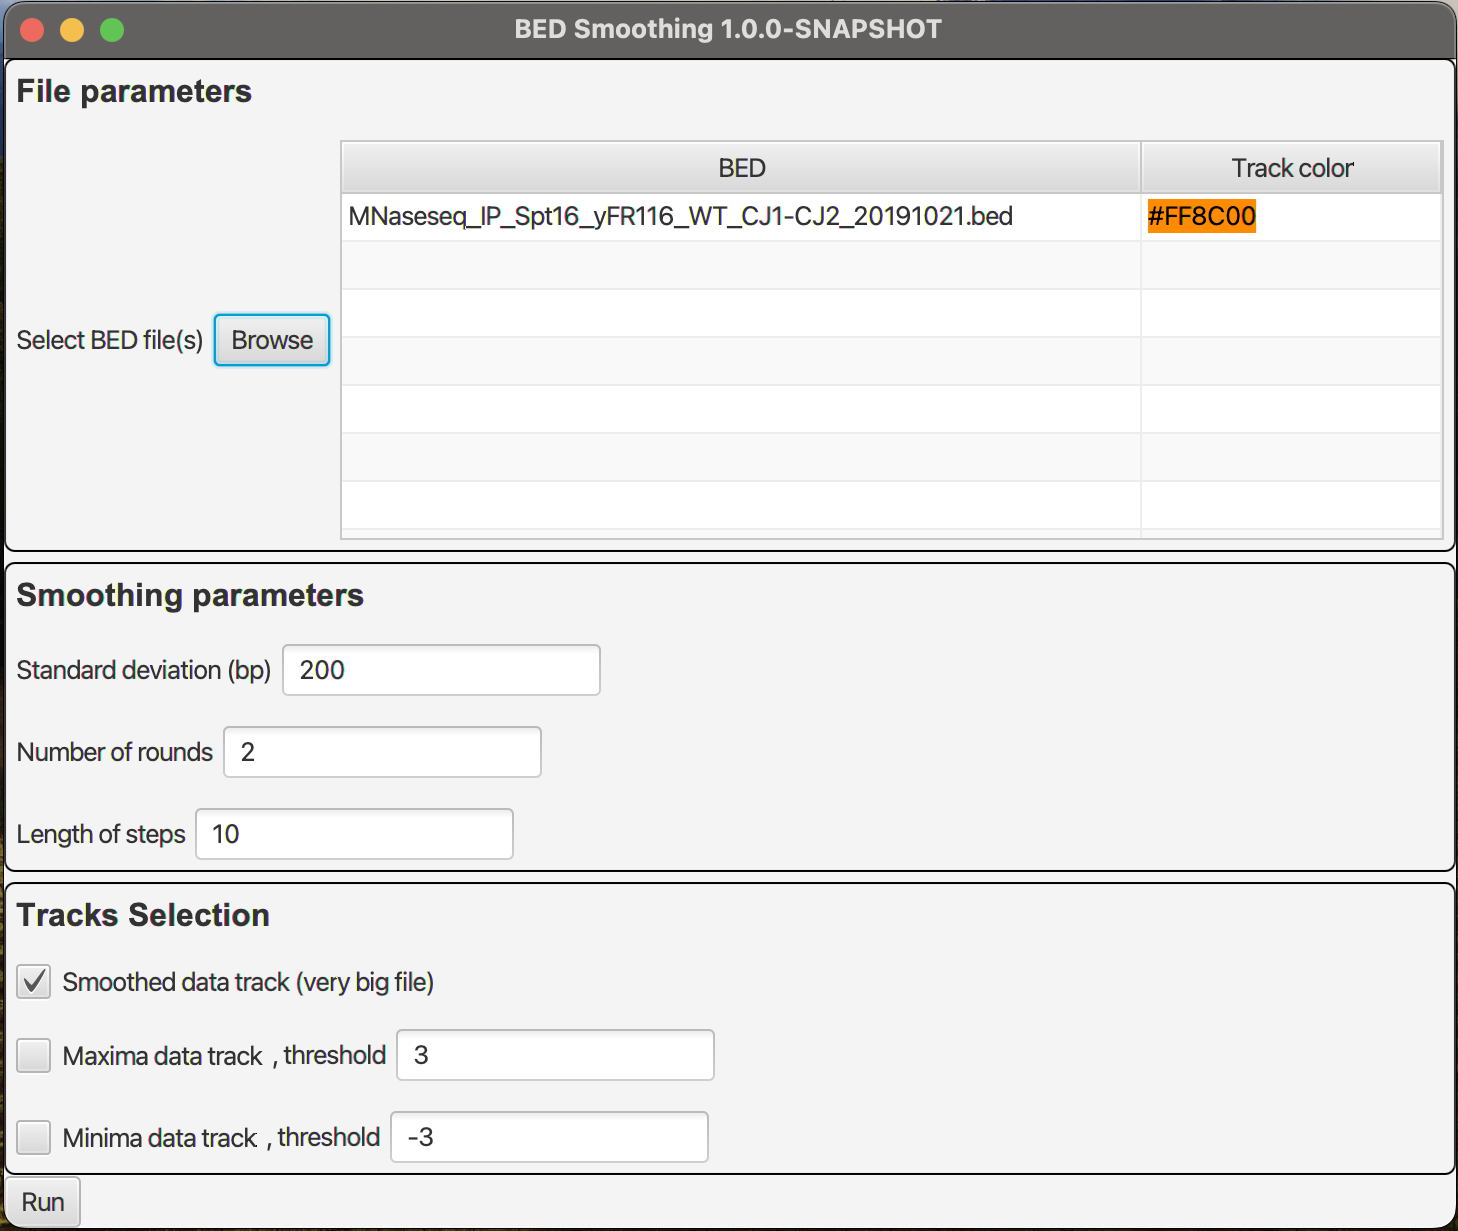 BED Smoothing 1.0.0-SNAPSHOT
File parameters
BED Track color
MNaseseq_IP_Spt16_yFR116_WT_CJ1-CJ2_20191021.bed #FF8C00
Select BED file(s) Browse
Smoothing parameters
Standard deviation (bp) 200
Number of rounds 2
Length of steps 10
Tracks Selection
Smoothed data track (very big file)
Maxima data track , threshold 3
Minima data track , threshold -3
Run